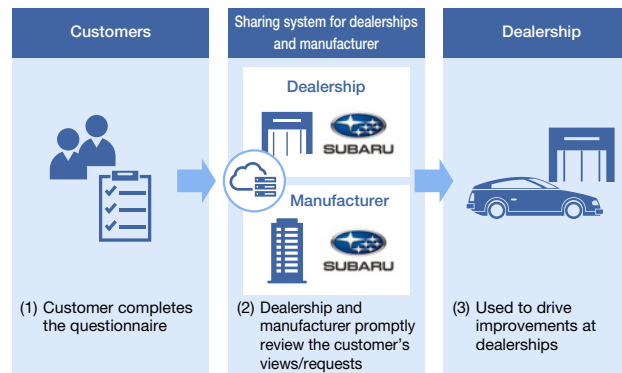 Customers
Sharing system for dealerships
and manufacturer
Dealership
Dealership
SUBARU
Manufacturer
SUBARU
(1) Customer completes
the questionnaire
(2) Dealership and
manufacturer promptly
review the customer's
views/requests
(3) Used to drive
improvements at
dealerships